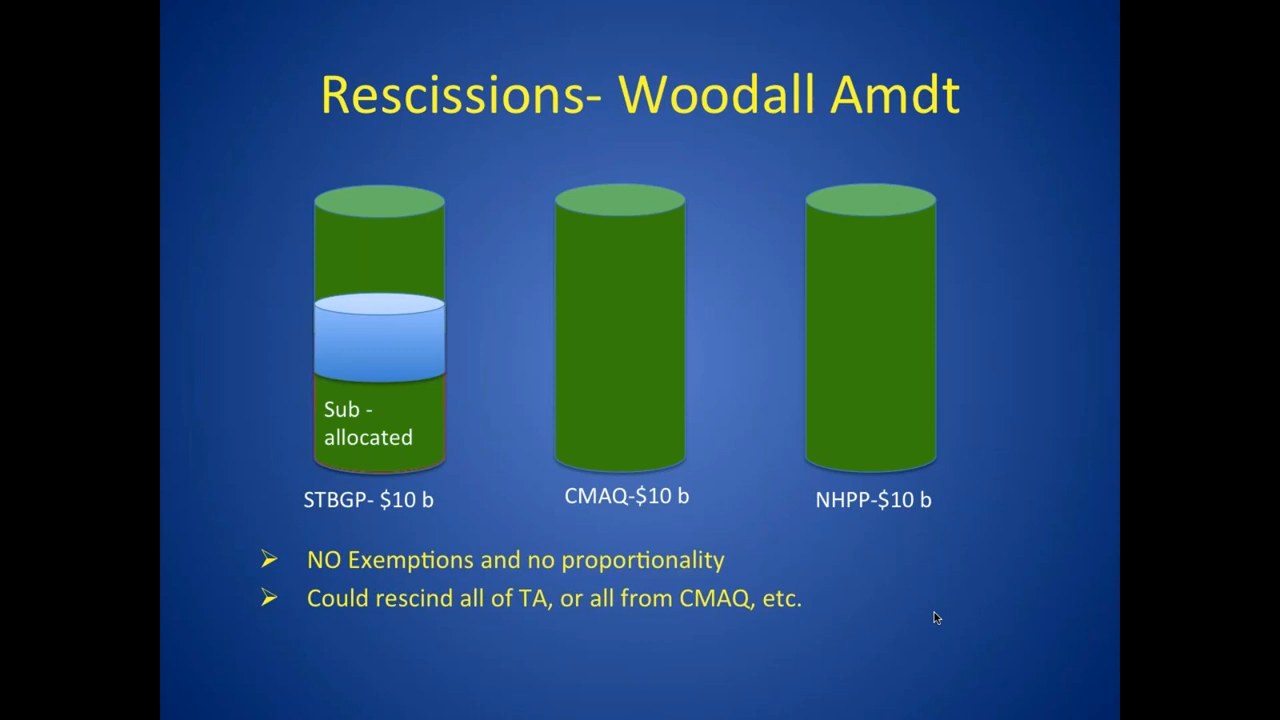 Rescissions- Woodall Amdt
Sub -
allocated
STBGP- $10 b
CMAQ-$10 b
NHPP-$10 b
NO Exemptions and no proportionality
Could rescind all of TA, or all from CMAQ, etc.